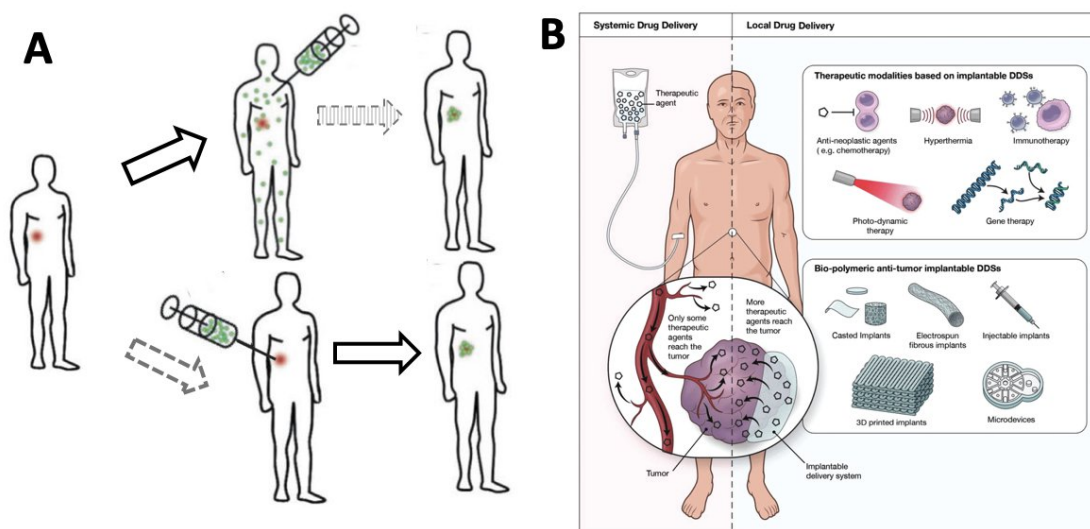 A
B
Systemic Drug Delivery
Local Drug Delivery
Therapeutic
agent
Therapeutic modalities based on implantable DDSs
Anti-neoplastic agents
( e.g. chemotherapy)
Hyperthermia
Immunotherapy
Photo-dynamic
therapy
Gene therapy
Bio-polymeric anti-tumor implantable DDSs
Casted Implants
Electrospun
fibrous implants
Injectable implants
3D printed implants
Microdevices
Only some
therapeutic
agents
reach the
tumor
More
therapeutic
agents reach
the tumor
Tumor
Implantable
delivery system